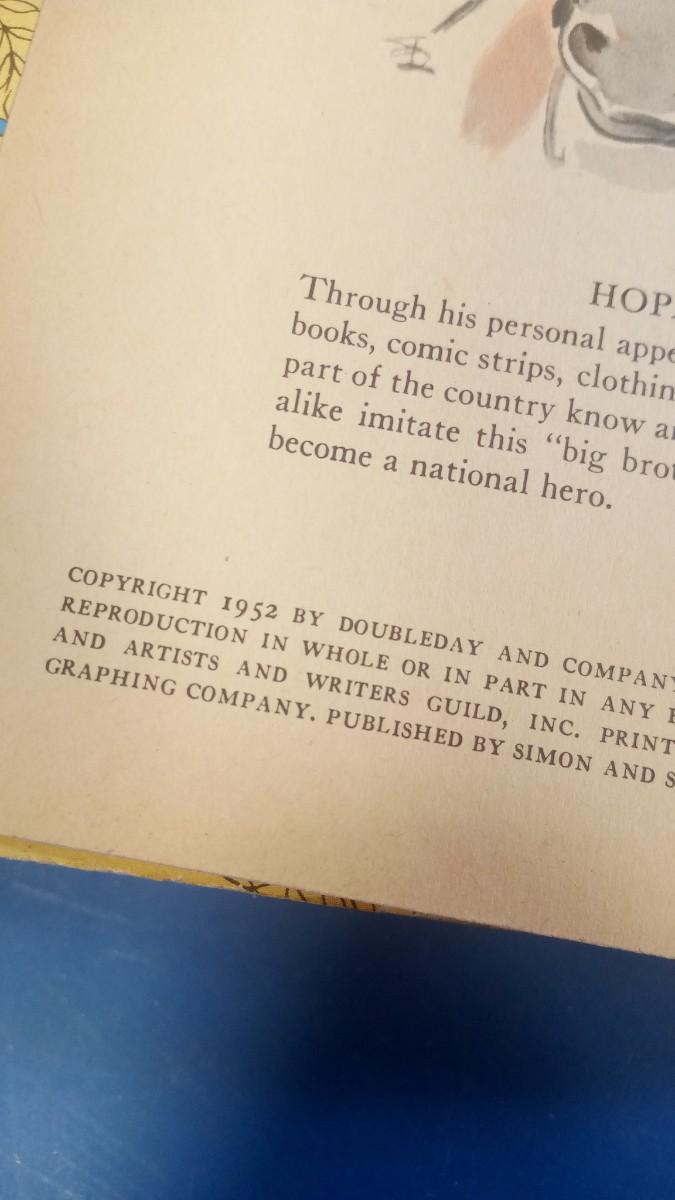 HOP
Through his personal appe
books, comic strips, clothin
part of the country know a
alike imitate this “big brot
become a national hero.
COPYRIGHT 1952 BY DOUBLEDAY AND COMPANY
REPRODUCTION IN WHOLE OR IN PART IN ANY
AND ARTISTS AND WRITERS GUILD, INC. PRINT
GRAPHING COMPANY. PUBLISHED BY SIMON AND S